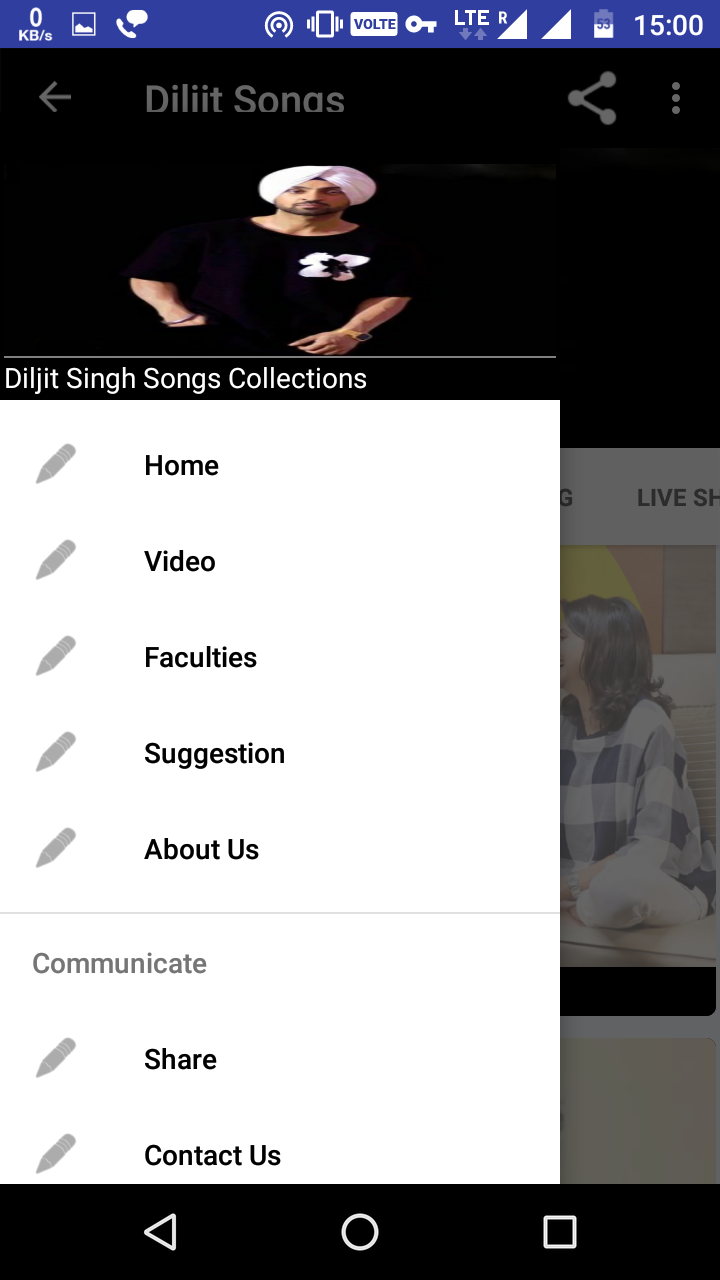 0
KB/s
VOLTE
LTE
R
53
15:00
Diljit Songs
Diljit Singh Songs Collections
Home
G
LIVE SH
Video
Faculties
Suggestion
About Us
Communicate
Share
Contact Us